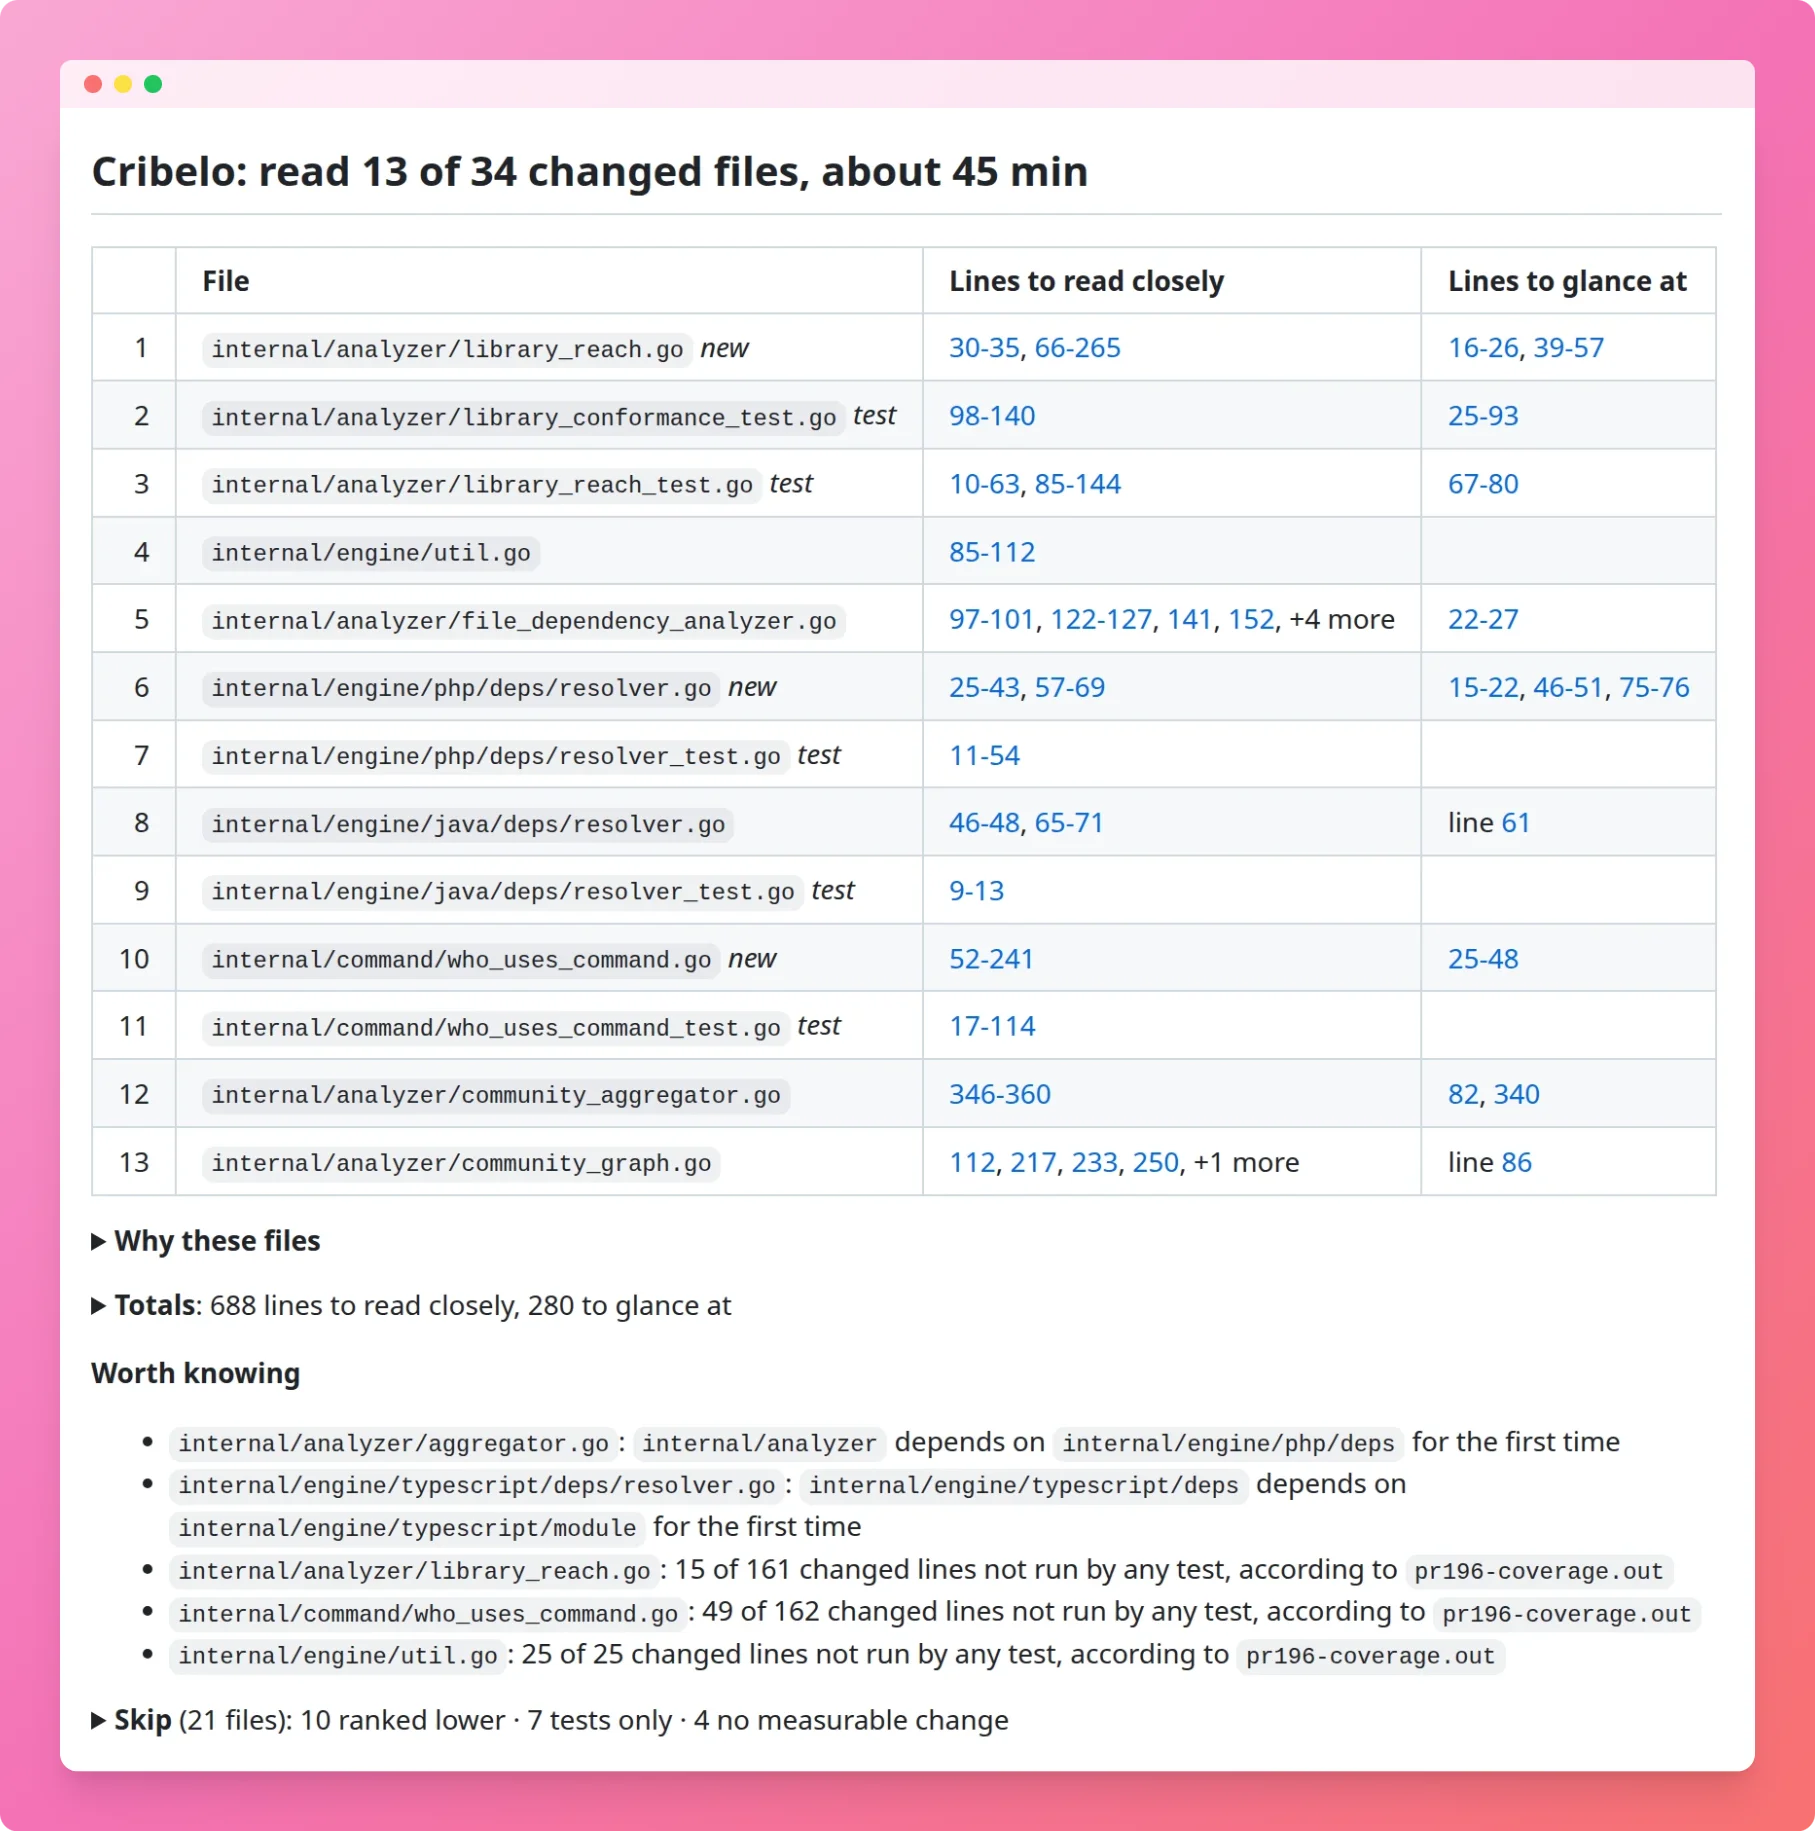 Cribelo: read 13 of 34 changed files, about 45 min
File Lines to read closely Lines to glance at
1 internal/analyzer/library_reach.go new 30-35, 66-265 16-26, 39-57
2 internal/analyzer/library_conformance_test.go test 98-140 25-93
3 internal/analyzer/library_reach_test.go test 10-63, 85-144 67-80
4 internal/engine/util.go 85-112
5 internal/analyzer/file_dependency_analyzer.go 97-101, 122-127, 141, 152, +4 more 22-27
6 internal/engine/php/deps/resolver.go new 25-43, 57-69 15-22, 46-51, 75-76
7 internal/engine/php/deps/resolver_test.go test 11-54
8 internal/engine/java/deps/resolver.go 46-48, 65-71 line 61
9 internal/engine/java/deps/resolver_test.go test 9-13
10 internal/command/who_uses_command.go new 52-241 25-48
11 internal/command/who_uses_command_test.go test 17-114
12 internal/analyzer/community_aggregator.go 346-360 82, 340
13 internal/analyzer/community_graph.go 112, 217, 233, 250, +1 more line 86
▶ Why these files
▶ Totals: 688 lines to read closely, 280 to glance at
Worth knowing
• internal/analyzer/aggregator.go: internal/analyzer depends on internal/engine/php/deps for the first time
• internal/engine/typescript/deps/resolver.go: internal/engine/typescript/deps depends on
internal/engine/typescript/module for the first time
• internal/analyzer/library_reach.go: 15 of 161 changed lines not run by any test, according to pr196-coverage.out
• internal/command/who_uses_command.go: 49 of 162 changed lines not run by any test, according to pr196-coverage.out
• internal/engine/util.go: 25 of 25 changed lines not run by any test, according to pr196-coverage.out
▶ Skip (21 files): 10 ranked lower · 7 tests only · 4 no measurable change